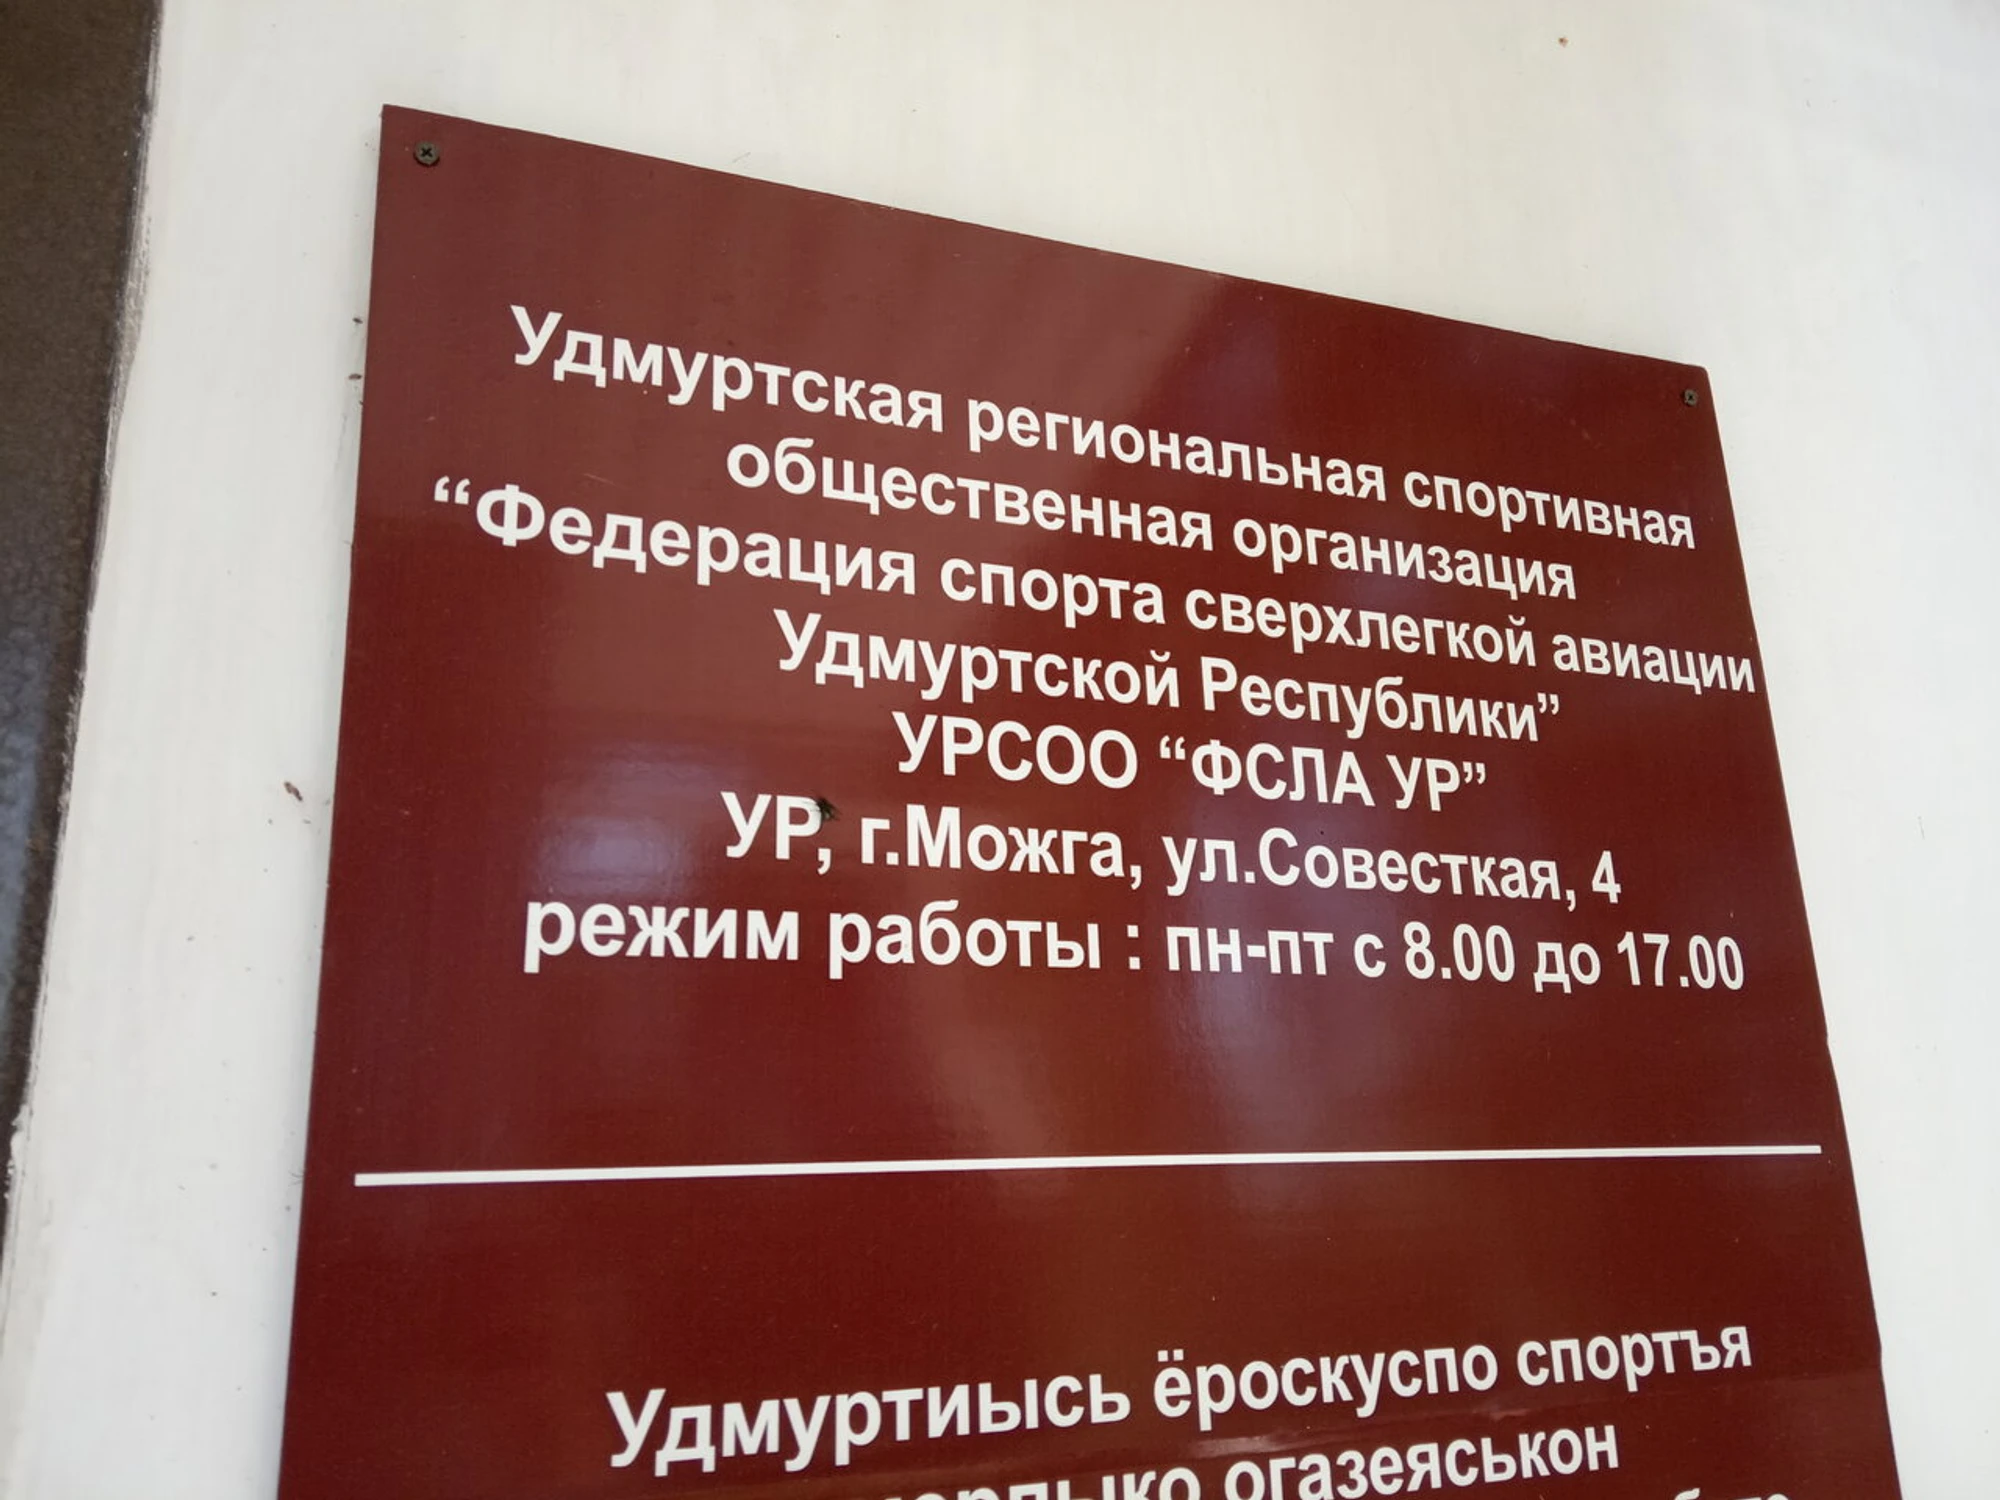 Удмуртская региональная спортивная
общественная организация
“Федерация спорта сверхлегкой авиации
Удмуртской Республики”
УРСОО “ФСЛА УР”
УР, г.Можга, ул.Совесткая, 4
режим работы : пн-пт с 8.00 до 17.00
Удмуртиысь ёроскуспо спортъя
огазеяськон